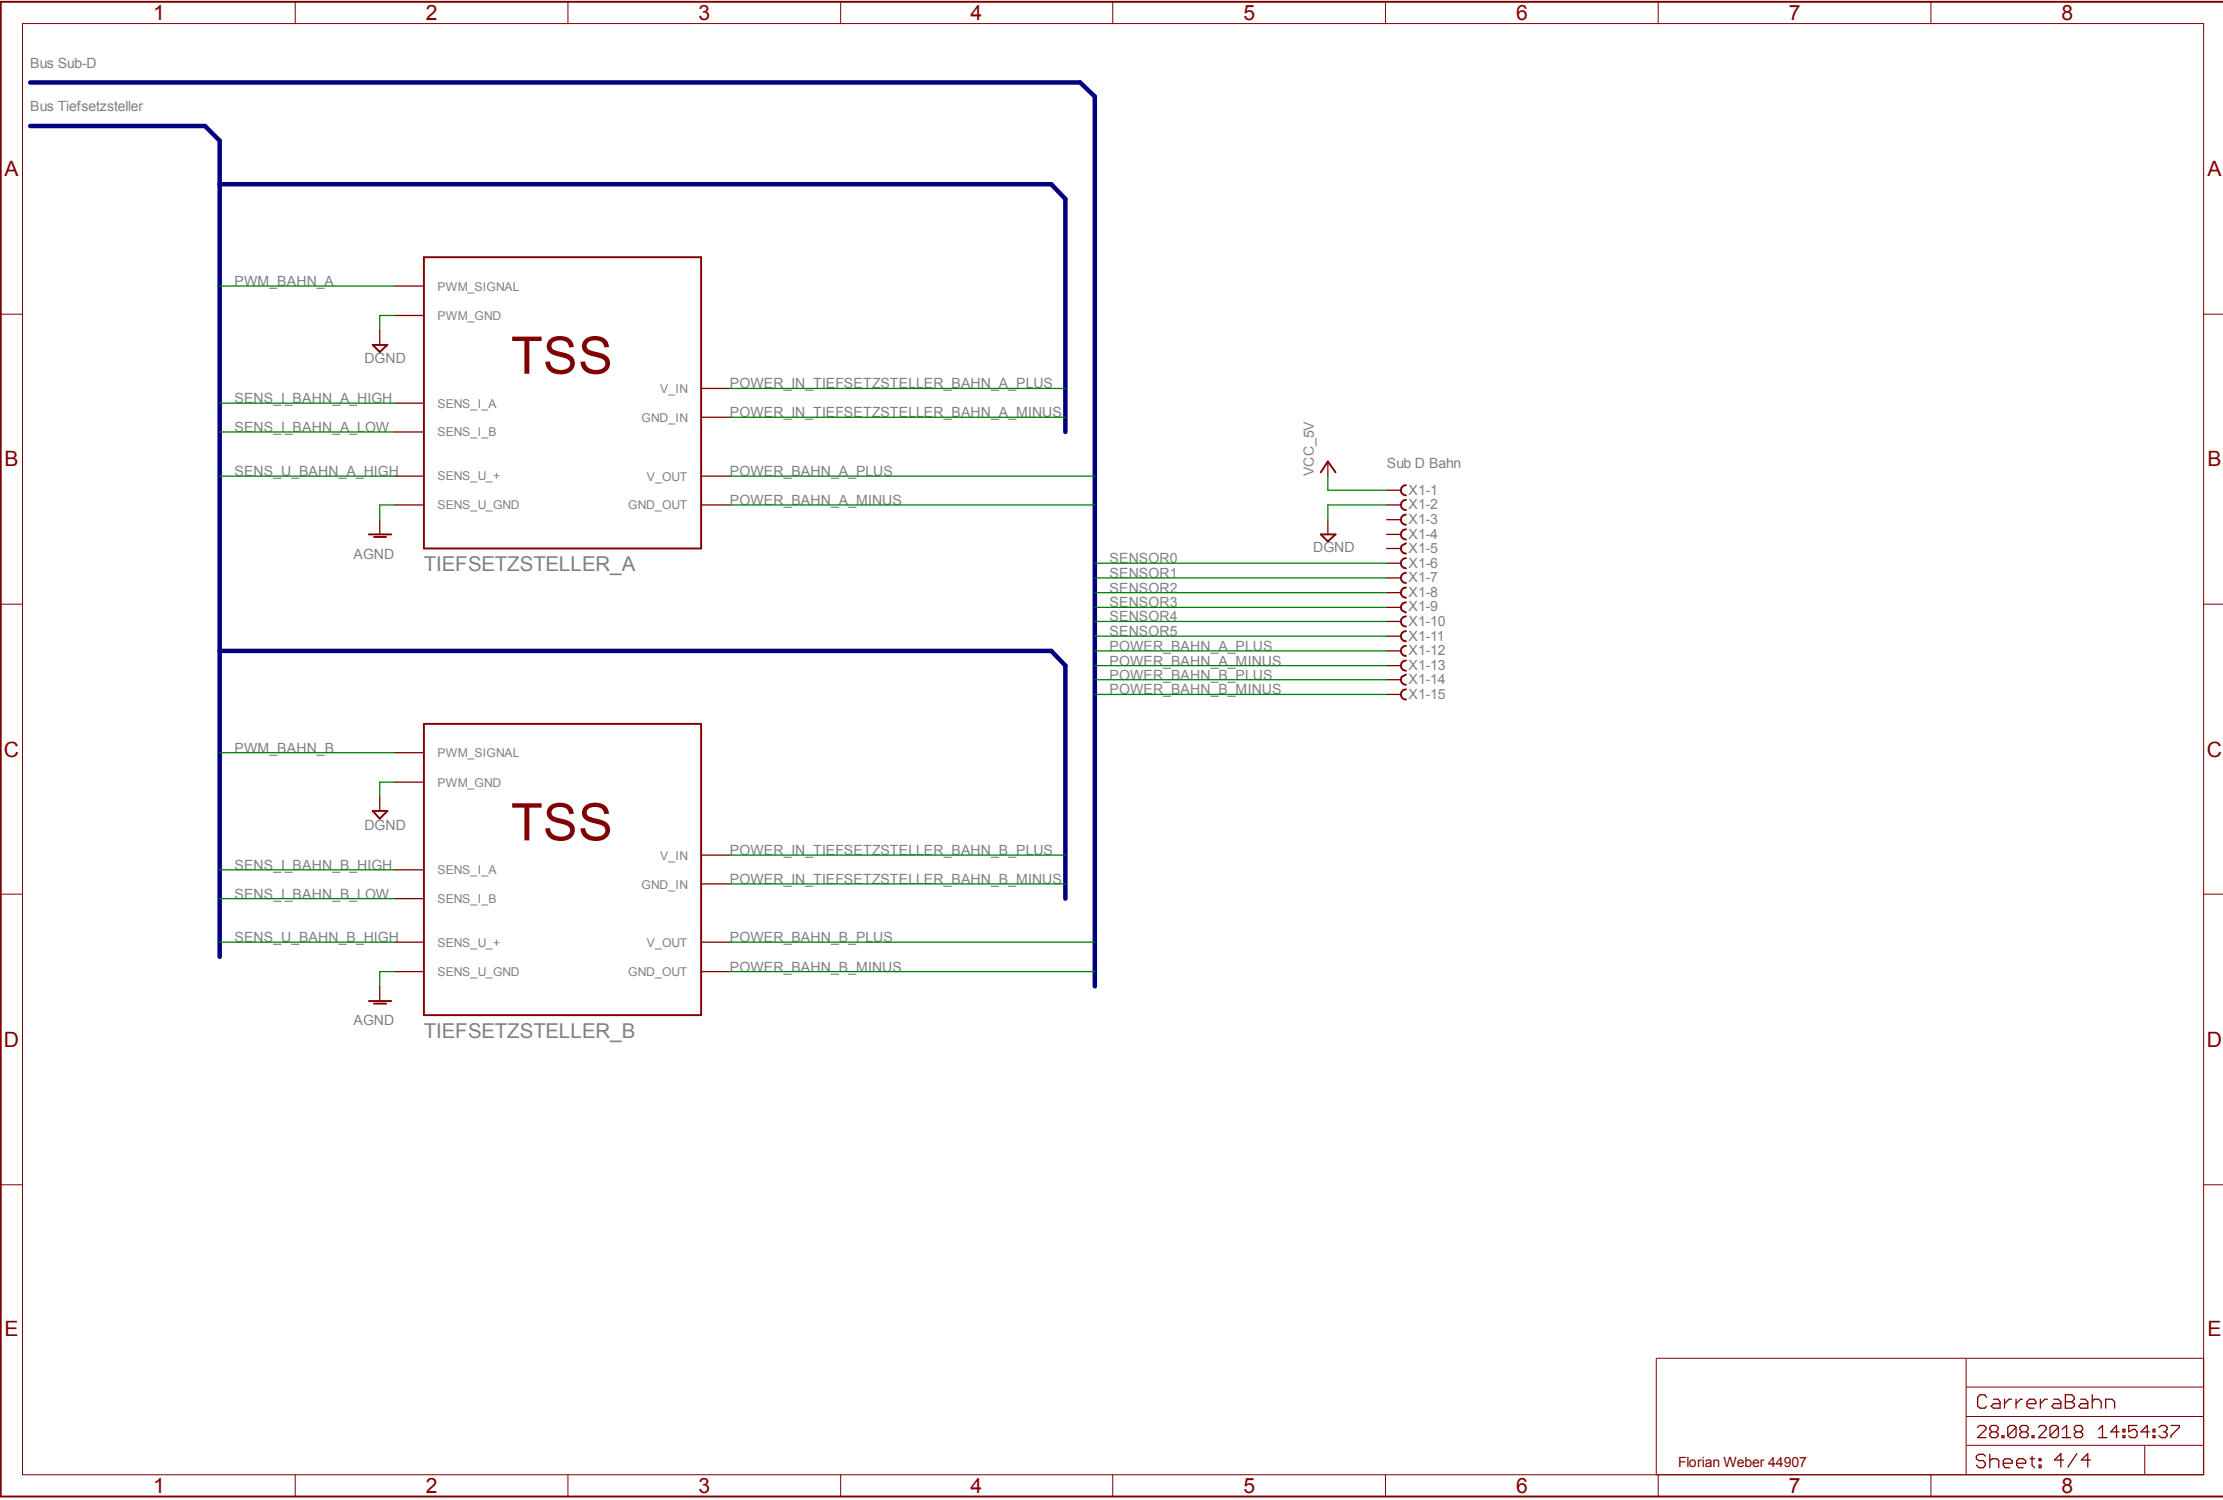 1 2 3 4 5 6 7 8
Bus Sub-D
Bus Tiefsetzsteller
A A
PWM_BAHN_A
PWM_SIGNAL
PWM_GND
DGND
TSS
SENS_I_BAHN_A_HIGH
SENS_I_A
SENS_I_BAHN_A_LOW
SENS_I_B
SENS_U_BAHN_A_HIGH
SENS_U_+
SENS_U_GND
AGND
V_IN
POWER_IN_TIEFSETZSTELLER_BAHN_A_PLUS
GND_IN
POWER_IN_TIEFSETZSTELLER_BAHN_A_MINUS
V_OUT
POWER_BAHN_A_PLUS
GND_OUT
POWER_BAHN_A_MINUS
TIEFSETZSTELLER_A
B B
VCC_5V
Sub D Bahn
DGND
X1-1
X1-2
X1-3
X1-4
X1-5
SENSOR0 X1-6
SENSOR1 X1-7
SENSOR2 X1-8
SENSOR3 X1-9
SENSOR4 X1-10
SENSOR5 X1-11
POWER_BAHN_A_PLUS X1-12
POWER_BAHN_A_MINUS X1-13
POWER_BAHN_B_PLUS X1-14
POWER_BAHN_B_MINUS X1-15
C C
PWM_BAHN_B
PWM_SIGNAL
PWM_GND
DGND
TSS
SENS_I_BAHN_B_HIGH
SENS_I_A
SENS_I_BAHN_B_LOW
SENS_I_B
SENS_U_BAHN_B_HIGH
SENS_U_+
SENS_U_GND
AGND
V_IN
POWER_IN_TIEFSETZSTELLER_BAHN_B_PLUS
GND_IN
POWER_IN_TIEFSETZSTELLER_BAHN_B_MINUS
V_OUT
POWER_BAHN_B_PLUS
GND_OUT
POWER_BAHN_B_MINUS
TIEFSETZSTELLER_B
D D
E E
CarreraBahn
28.08.2018 14:54:37
Florian Weber 44907
Sheet: 4/4
1 2 3 4 5 6 7 8